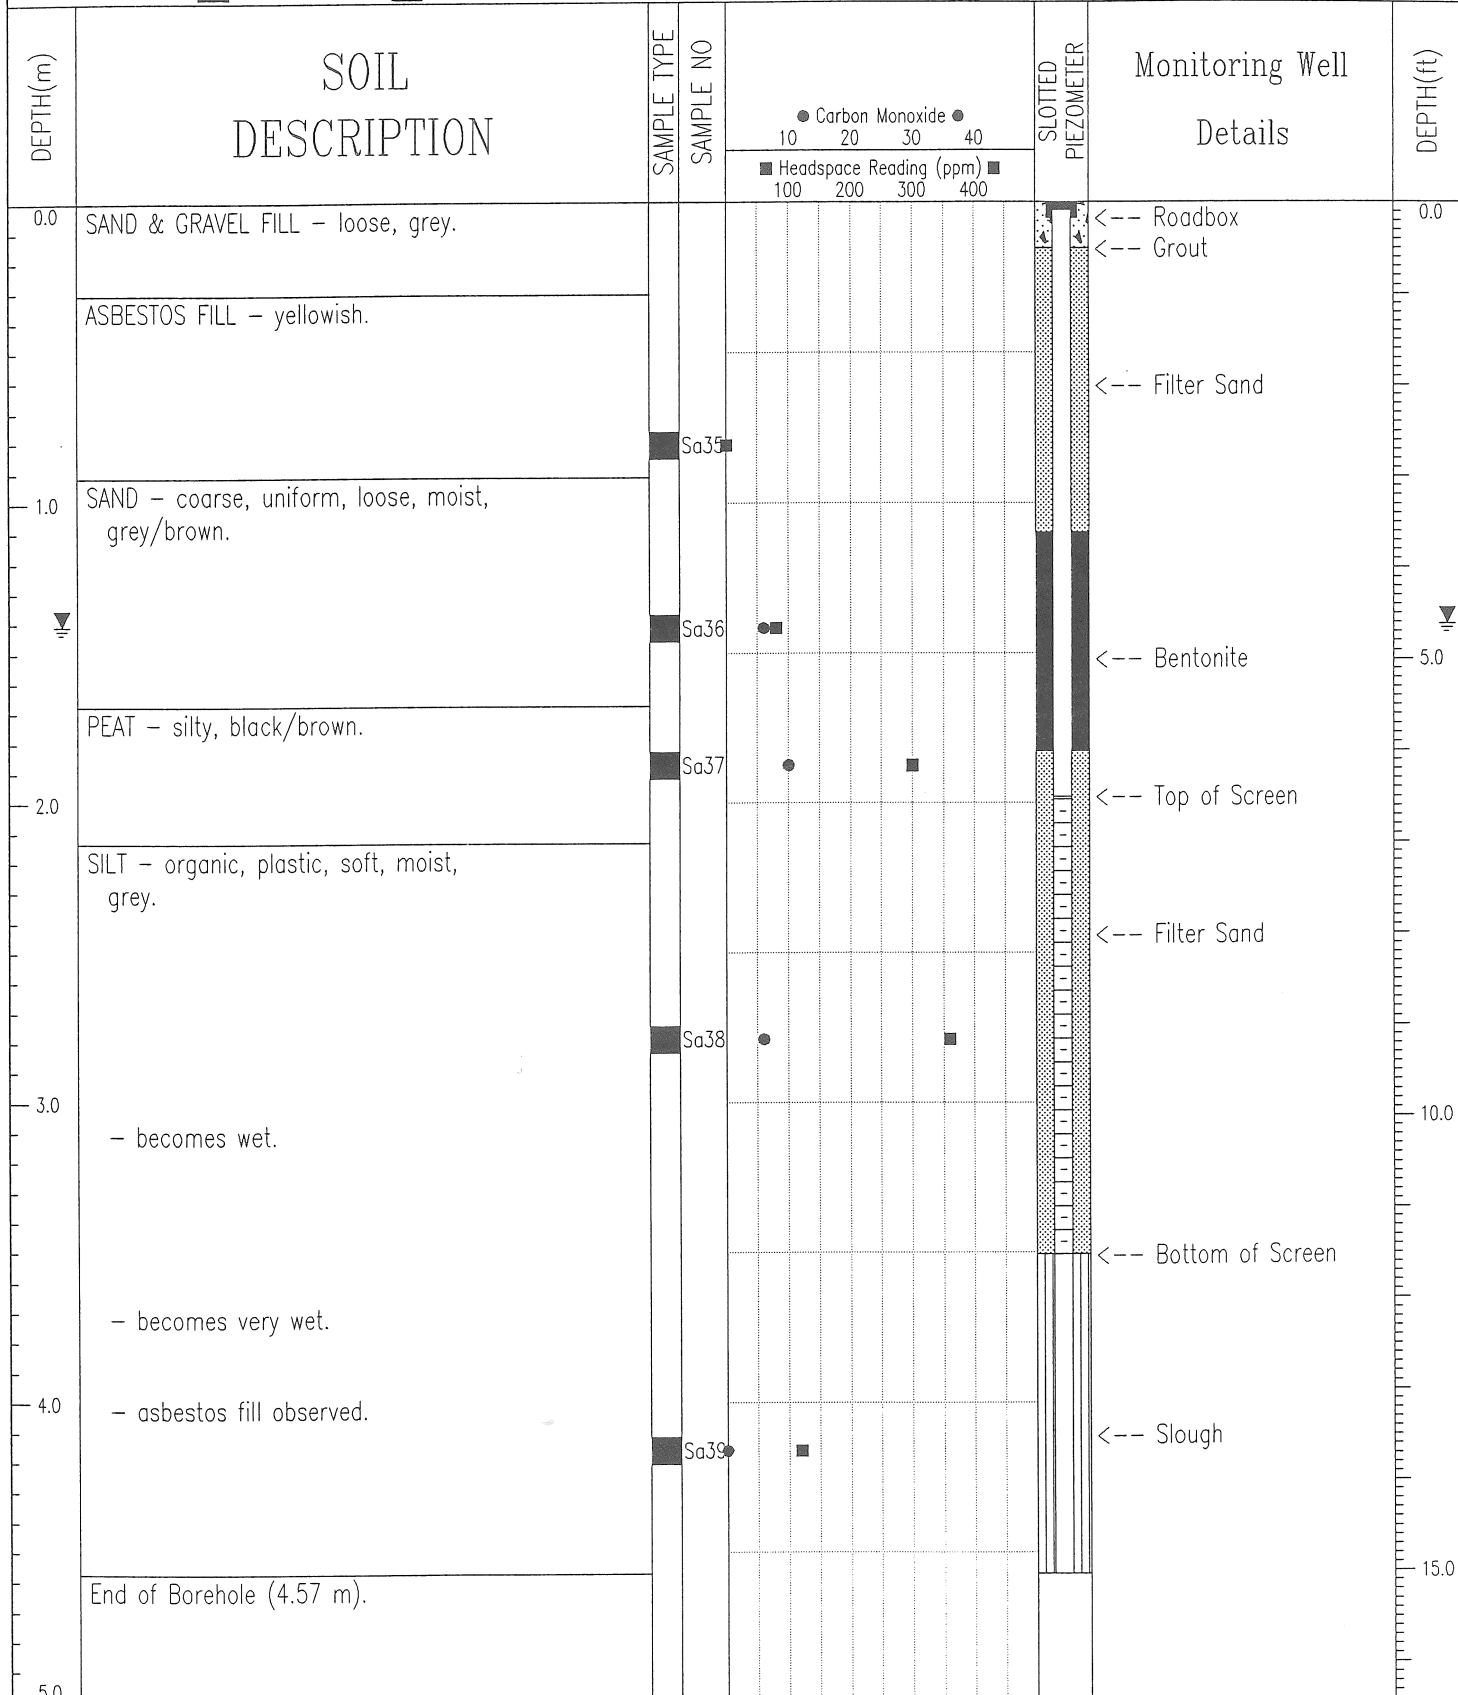 DEPTH(m)
SOIL
DESCRIPTION
SAMPLE TYPE
SAMPLE NO
● Carbon Monoxide ●
10 20 30 40
■ Headspace Reading (ppm) ■
100 200 300 400
SLOTTED
PIEZOMETER
Monitoring Well
Details
DEPTH(ft)
0.0
SAND & GRAVEL FILL – loose, grey.
<-- Roadbox
0.0
<-- Grout
ASBESTOS FILL – yellowish.
<-- Filter Sand
Sa35
1.0
SAND – coarse, uniform, loose, moist,
grey/brown.
Sa36
<-- Bentonite
5.0
PEAT – silty, black/brown.
Sa37
<-- Top of Screen
2.0
SILT – organic, plastic, soft, moist,
grey.
<-- Filter Sand
Sa38
3.0
10.0
– becomes wet.
<-- Bottom of Screen
– becomes very wet.
4.0
– asbestos fill observed.
<-- Slough
Sa39
15.0
End of Borehole (4.57 m).
5.0